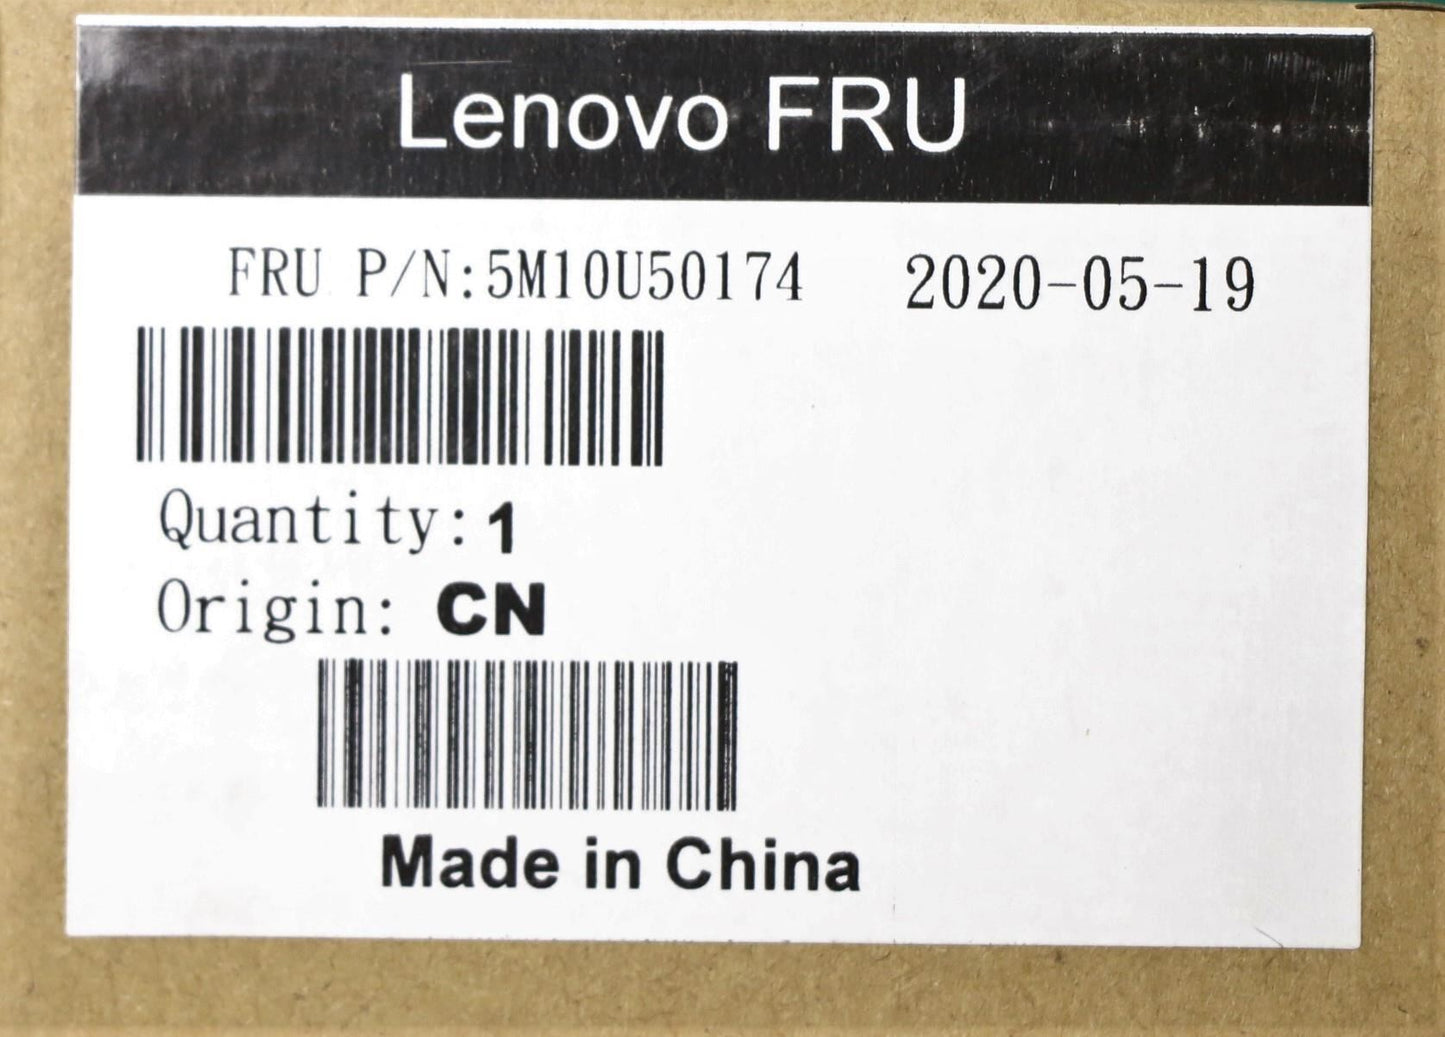 Lenovo FRU
FRU P/N:5M10U50174 2020-05-19
Quantity: 1
Origin: CN
Made in China